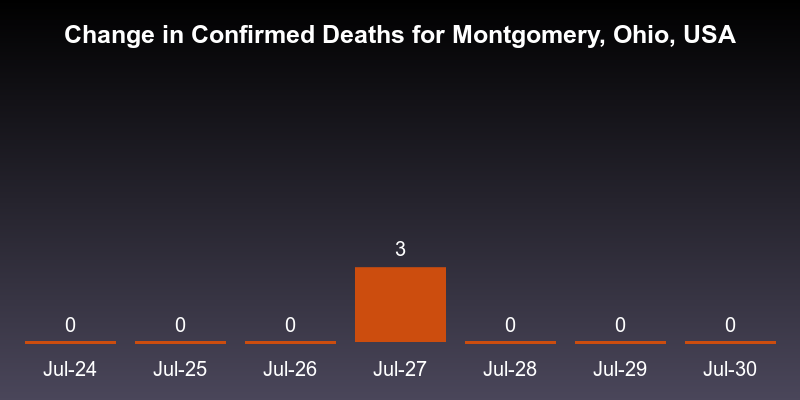 Change in Confirmed Deaths for Montgomery, Ohio, USA
3
0 0 0 0 0 0
Jul-24 Jul-25 Jul-26 Jul-27 Jul-28 Jul-29 Jul-30